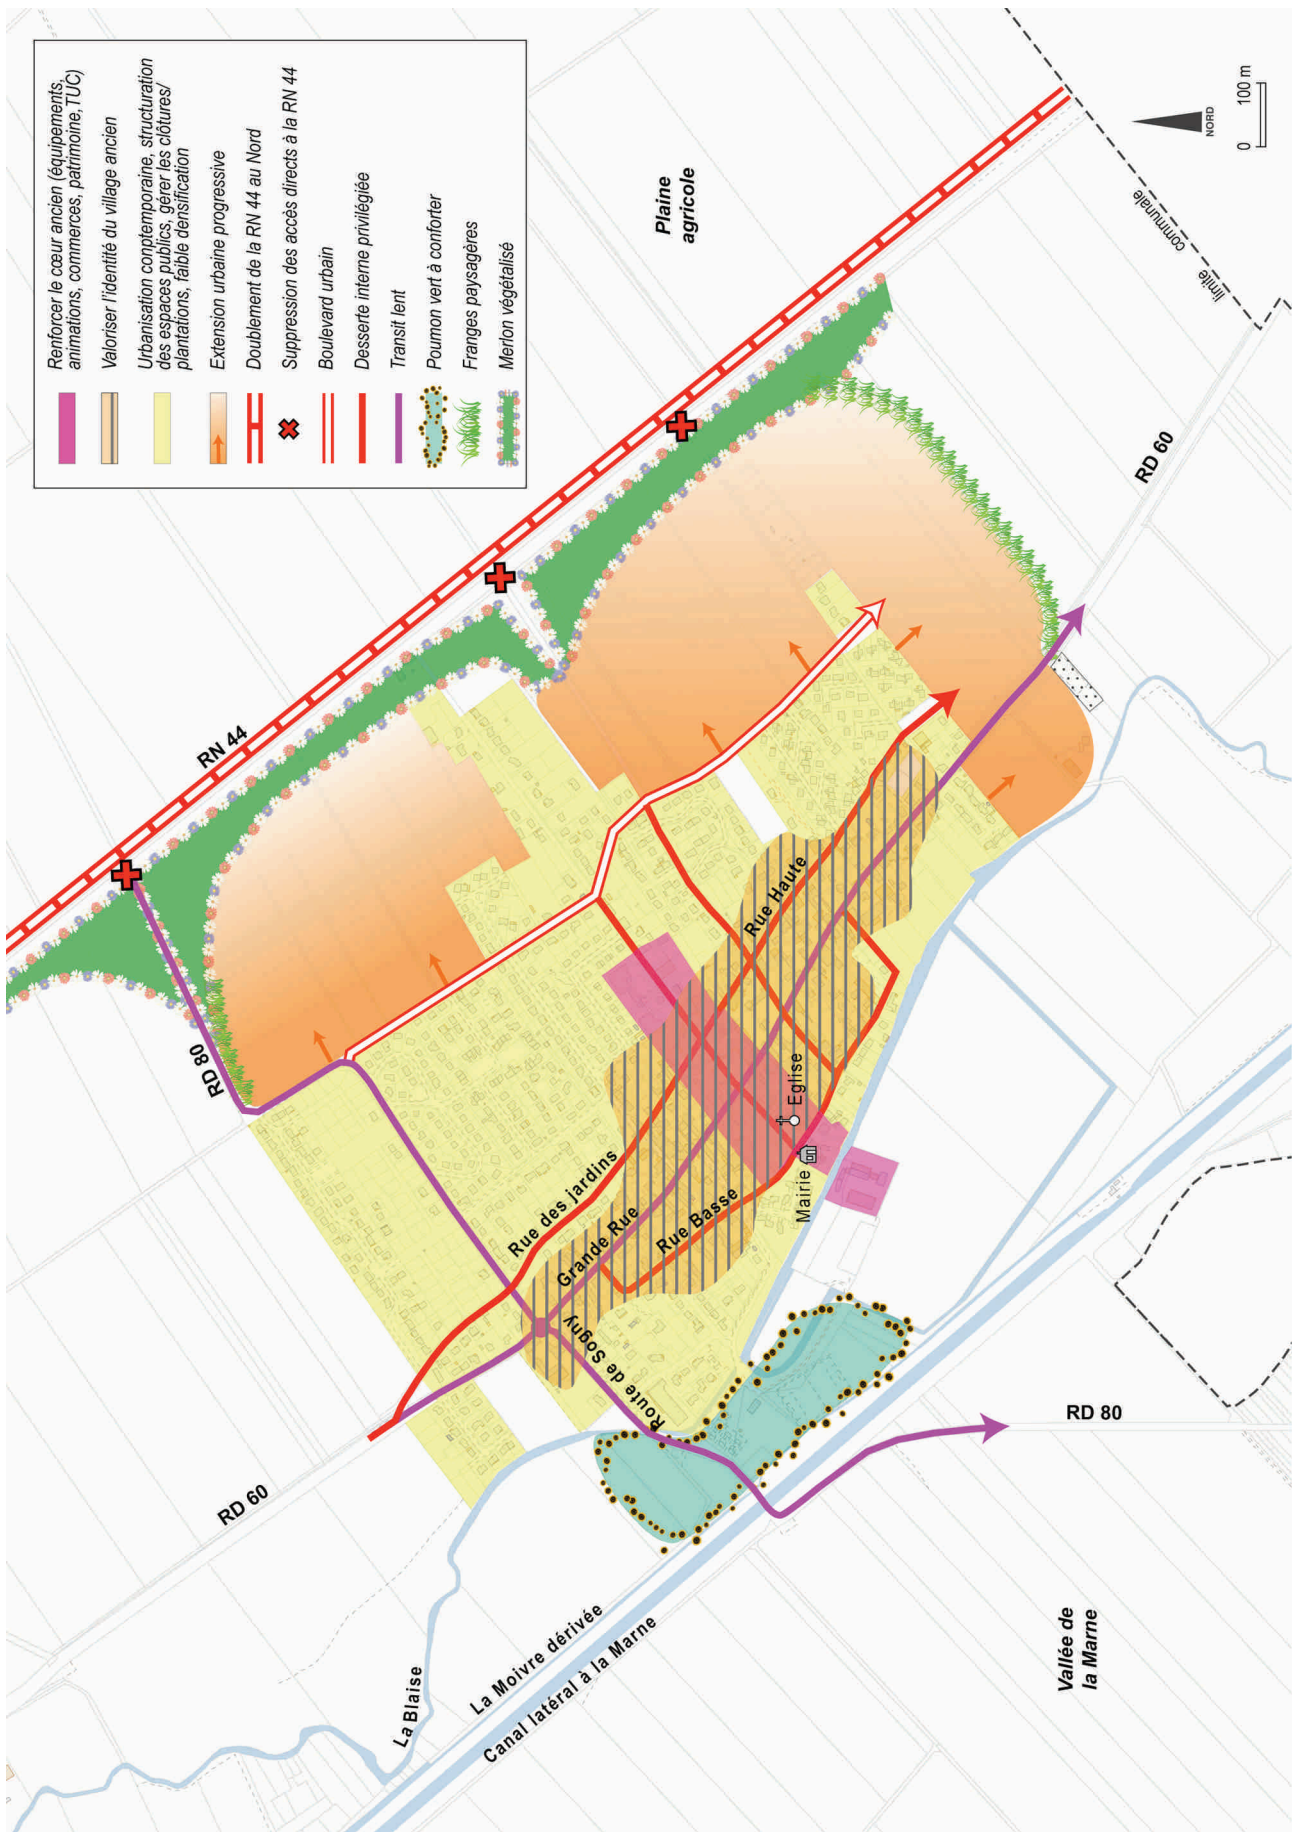 Renforcer le cœur ancien (équipements,
animations, commerces, patrimoine, TUC)
Valoriser l'identité du village ancien
Urbanisation conptemporaine, structuration
des espaces publics, gérer les clôtures/
plantations, faible densification
Extension urbaine progressive
Doublement de la RN 44 au Nord
Suppression des accès directs à la RN 44
Boulevard urbain
Desserte interne privilégiée
Transit lent
Poumon vert à conforter
Franges paysagères
Merlon végétalisé
RN 44
Plaine
agricole
limite
communale
NORD
0
100 m
RD 60
RD 80
Rue Haute
Eglise
Mairie
Rue des jardins
Grande Rue
Rue Basse
Route de Sogny
RD 80
RD 60
La Blaise
La Moivre dérivée
Canal latéral à la Marne
Vallée de
la Marne